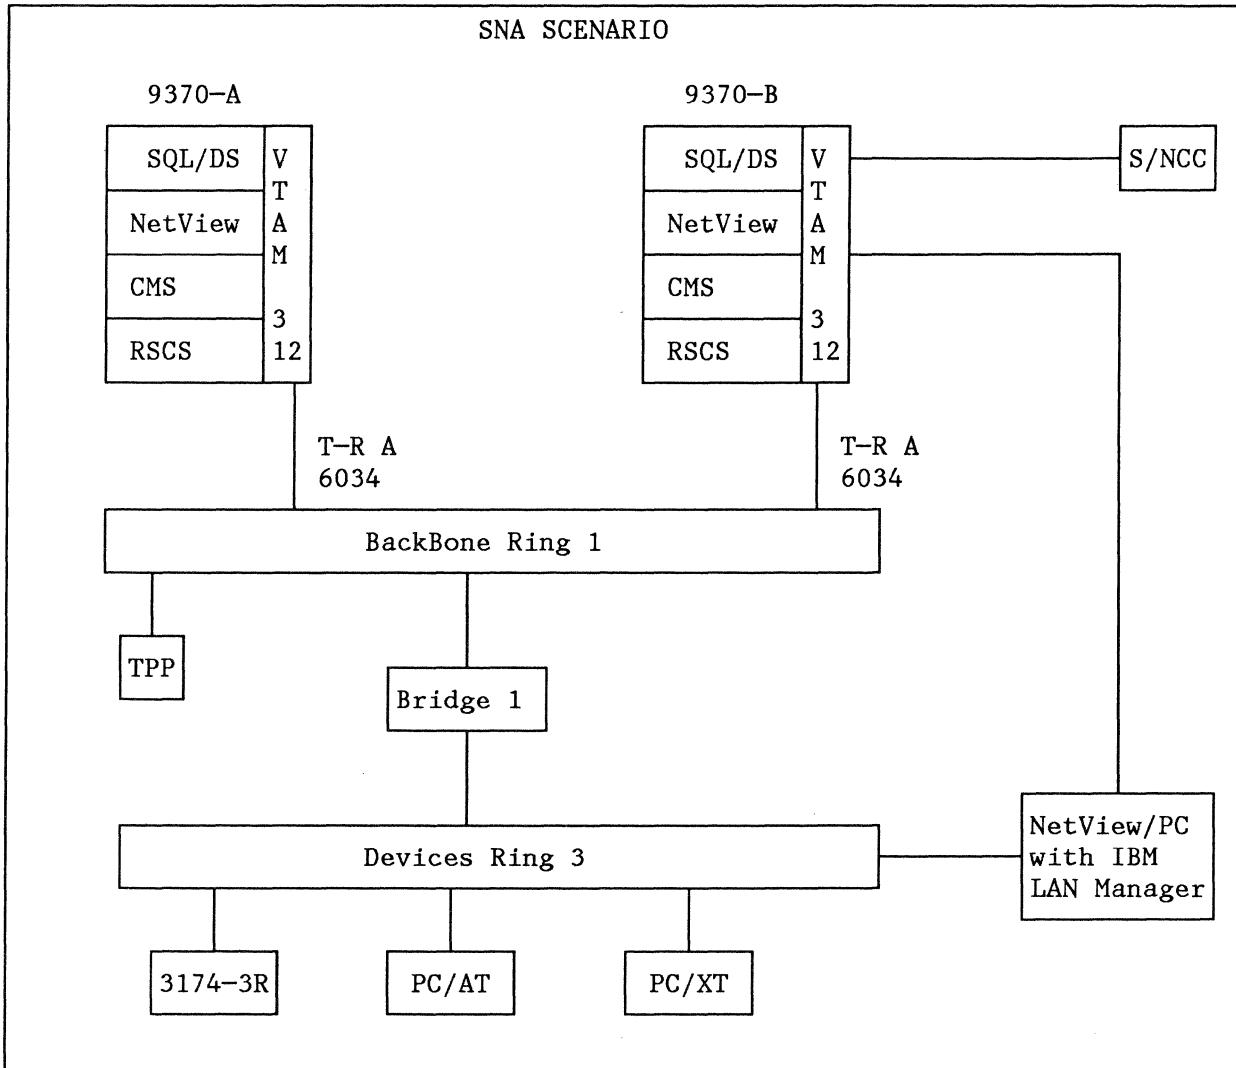 SNA SCENARIO
9370-A
9370-B
SQL/DS
NetView
CMS
RSCS
V
T
A
M
3
12
SQL/DS
NetView
CMS
RSCS
V
T
A
M
3
12
S/NCC
T-R A
6034
T-R A
6034
BackBone Ring 1
TPP
Bridge 1
Devices Ring 3
NetView/PC
with IBM
LAN Manager
3174-3R
PC/AT
PC/XT